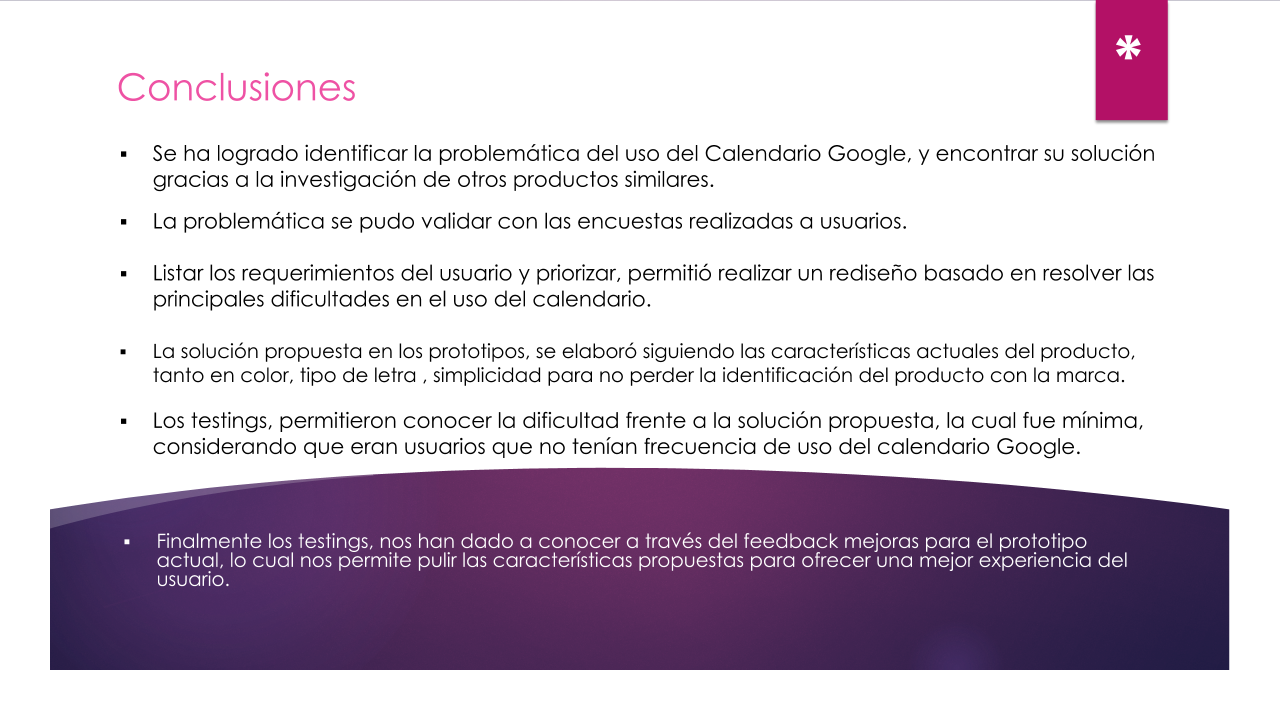 *
Conclusiones
▪ Se ha logrado identificar la problemática del uso del Calendario Google, y encontrar su solución
gracias a la investigación de otros productos similares.
▪ La problemática se pudo validar con las encuestas realizadas a usuarios.
▪ Listar los requerimientos del usuario y priorizar, permitió realizar un rediseño basado en resolver las
principales dificultades en el uso del calendario.
▪ La solución propuesta en los prototipos, se elaboró siguiendo las características actuales del producto,
tanto en color, tipo de letra , simplicidad para no perder la identificación del producto con la marca.
▪ Los testings, permitieron conocer la dificultad frente a la solución propuesta, la cual fue mínima,
considerando que eran usuarios que no tenían frecuencia de uso del calendario Google.
▪ Finalmente los testings, nos han dado a conocer a través del feedback mejoras para el prototipo
actual, lo cual nos permite pulir las características propuestas para ofrecer una mejor experiencia del
usuario.